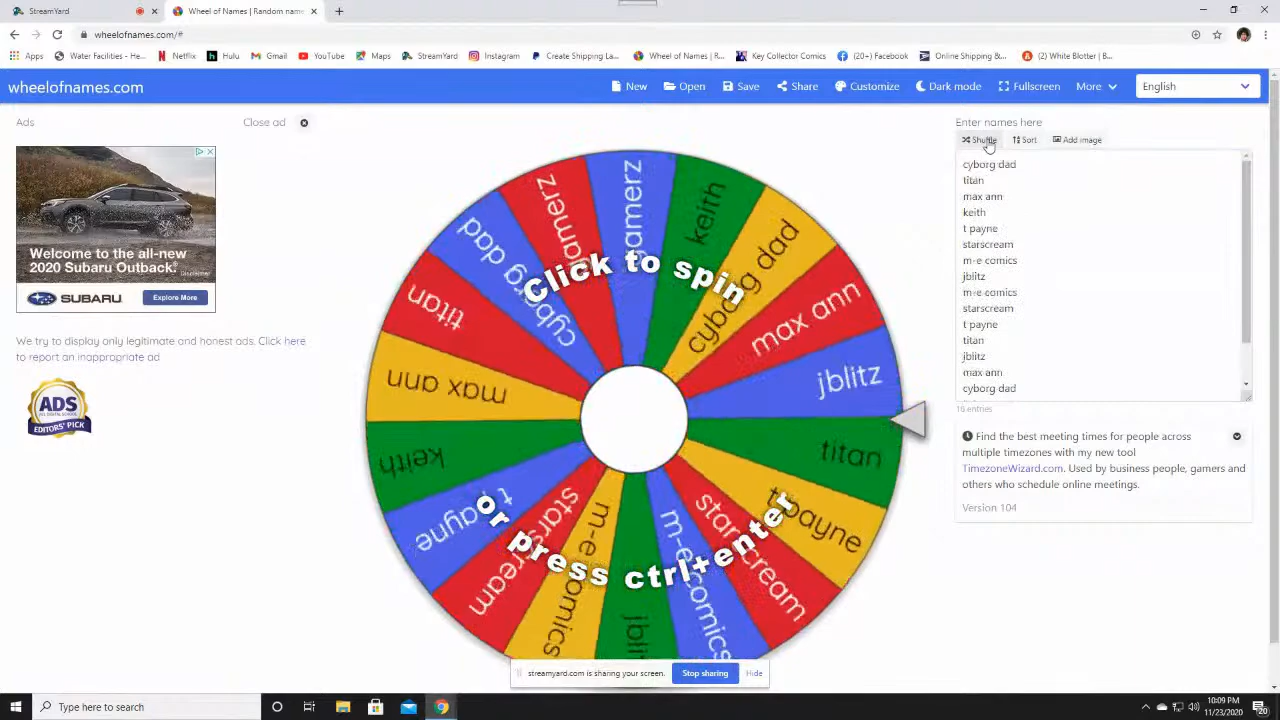 StreamYard
Wheel of Names | Random name
wheelofnames.com/#
Apps
Water Facilities - He...
Netflix
Hulu
Gmail
YouTube
Maps
StreamYard
Instagram
Create Shipping La...
Wheel of Names | R...
Key Collector Comics
(20+) Facebook
Online Shipping &...
(2) White Blotter | B...
wheelofnames.com
New
Open
Save
Share
Customize
Dark mode
Fullscreen
More
English
Ads
Close ad
Welcome to the all-new
2020 Subaru Outback.
Disclaimer
SUBARU
Explore More
We try to display only legitimate and honest ads. Click here
to report an inappropriate ad
ADS
EDITORS' PICK
Click to spin
or press ctrl+enter
gamerz
keith
cyborg dad
max ann
jblitz
titan
t payne
starscream
m-e comics
jblitz
m-e comics
starscream
t payne
keith
max ann
titan
cyborg dad
gamerz
Enter names here
Shuffle
Sort
Add image
cyborg dad
titan
max ann
keith
t payne
starscream
m-e comics
jblitz
m-e comics
starscream
t payne
titan
jblitz
max ann
cyborg dad
Find the best meeting times for people across
multiple timezones with my new tool
TimezoneWizard.com. Used by business people, gamers and
others who schedule online meetings.
Version 104
streamyard.com is sharing your screen.
Stop sharing
Hide
Type here to search
10:09 PM
11/23/2020
20